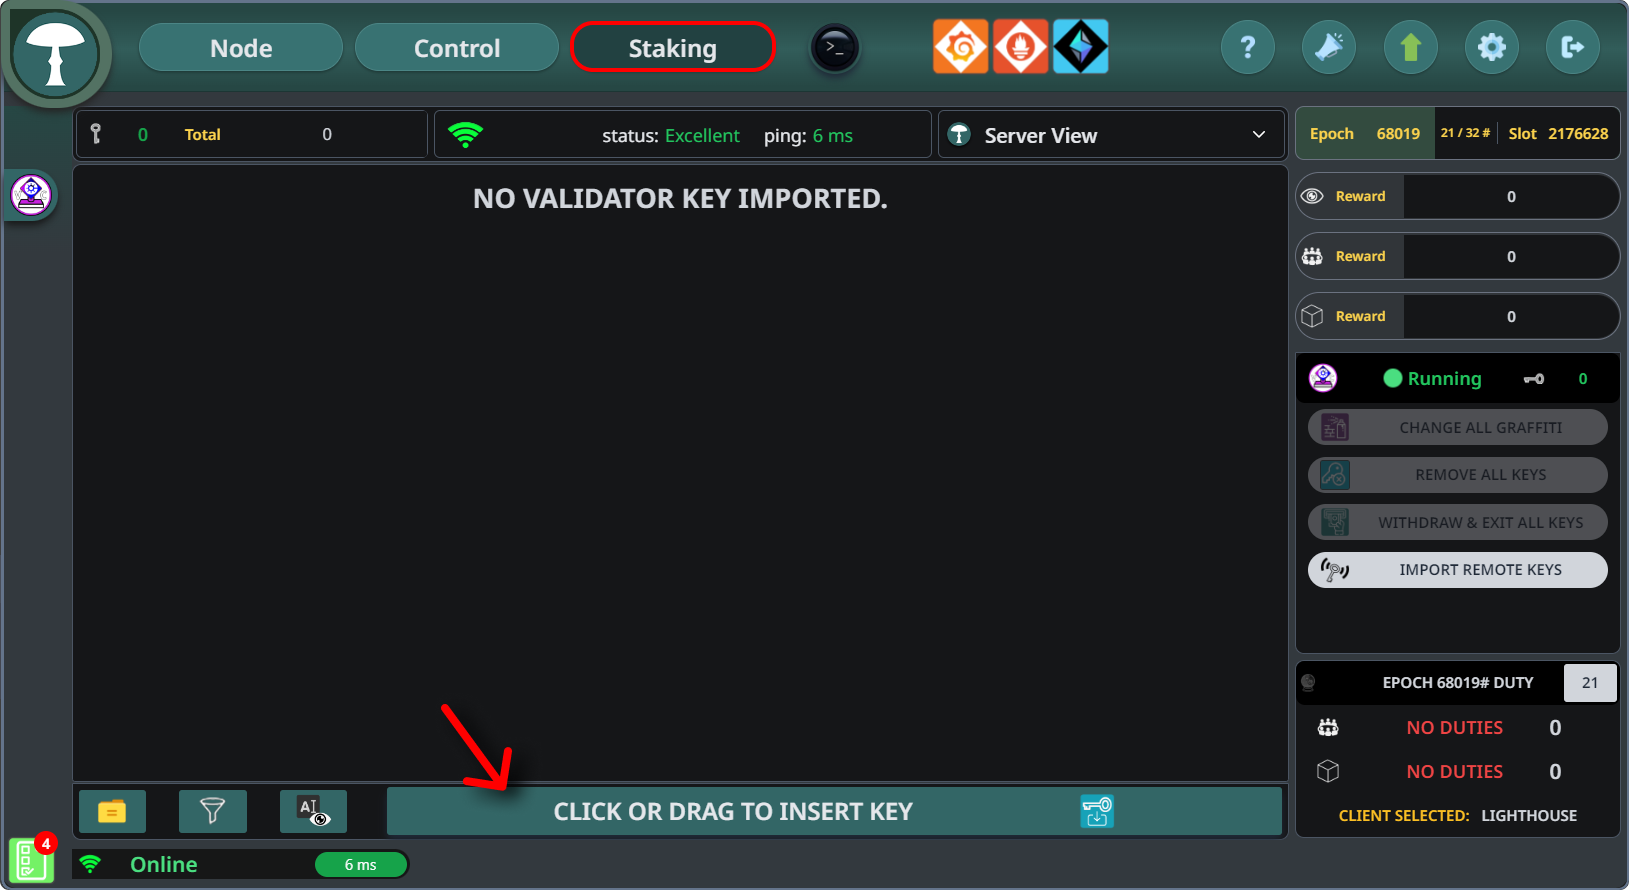 Node
Control
Staking
>_
?
0 Total 0
status: Excellent ping: 6 ms
Server View
Epoch 68019 21 / 32 # Slot 2176628
NO VALIDATOR KEY IMPORTED.
Reward 0
Reward 0
Reward 0
Running 0
CHANGE ALL GRAFFITI
REMOVE ALL KEYS
WITHDRAW & EXIT ALL KEYS
IMPORT REMOTE KEYS
EPOCH 68019# DUTY 21
NO DUTIES 0
NO DUTIES 0
CLIENT SELECTED: LIGHTHOUSE
AI
CLICK OR DRAG TO INSERT KEY
4
Online 6 ms